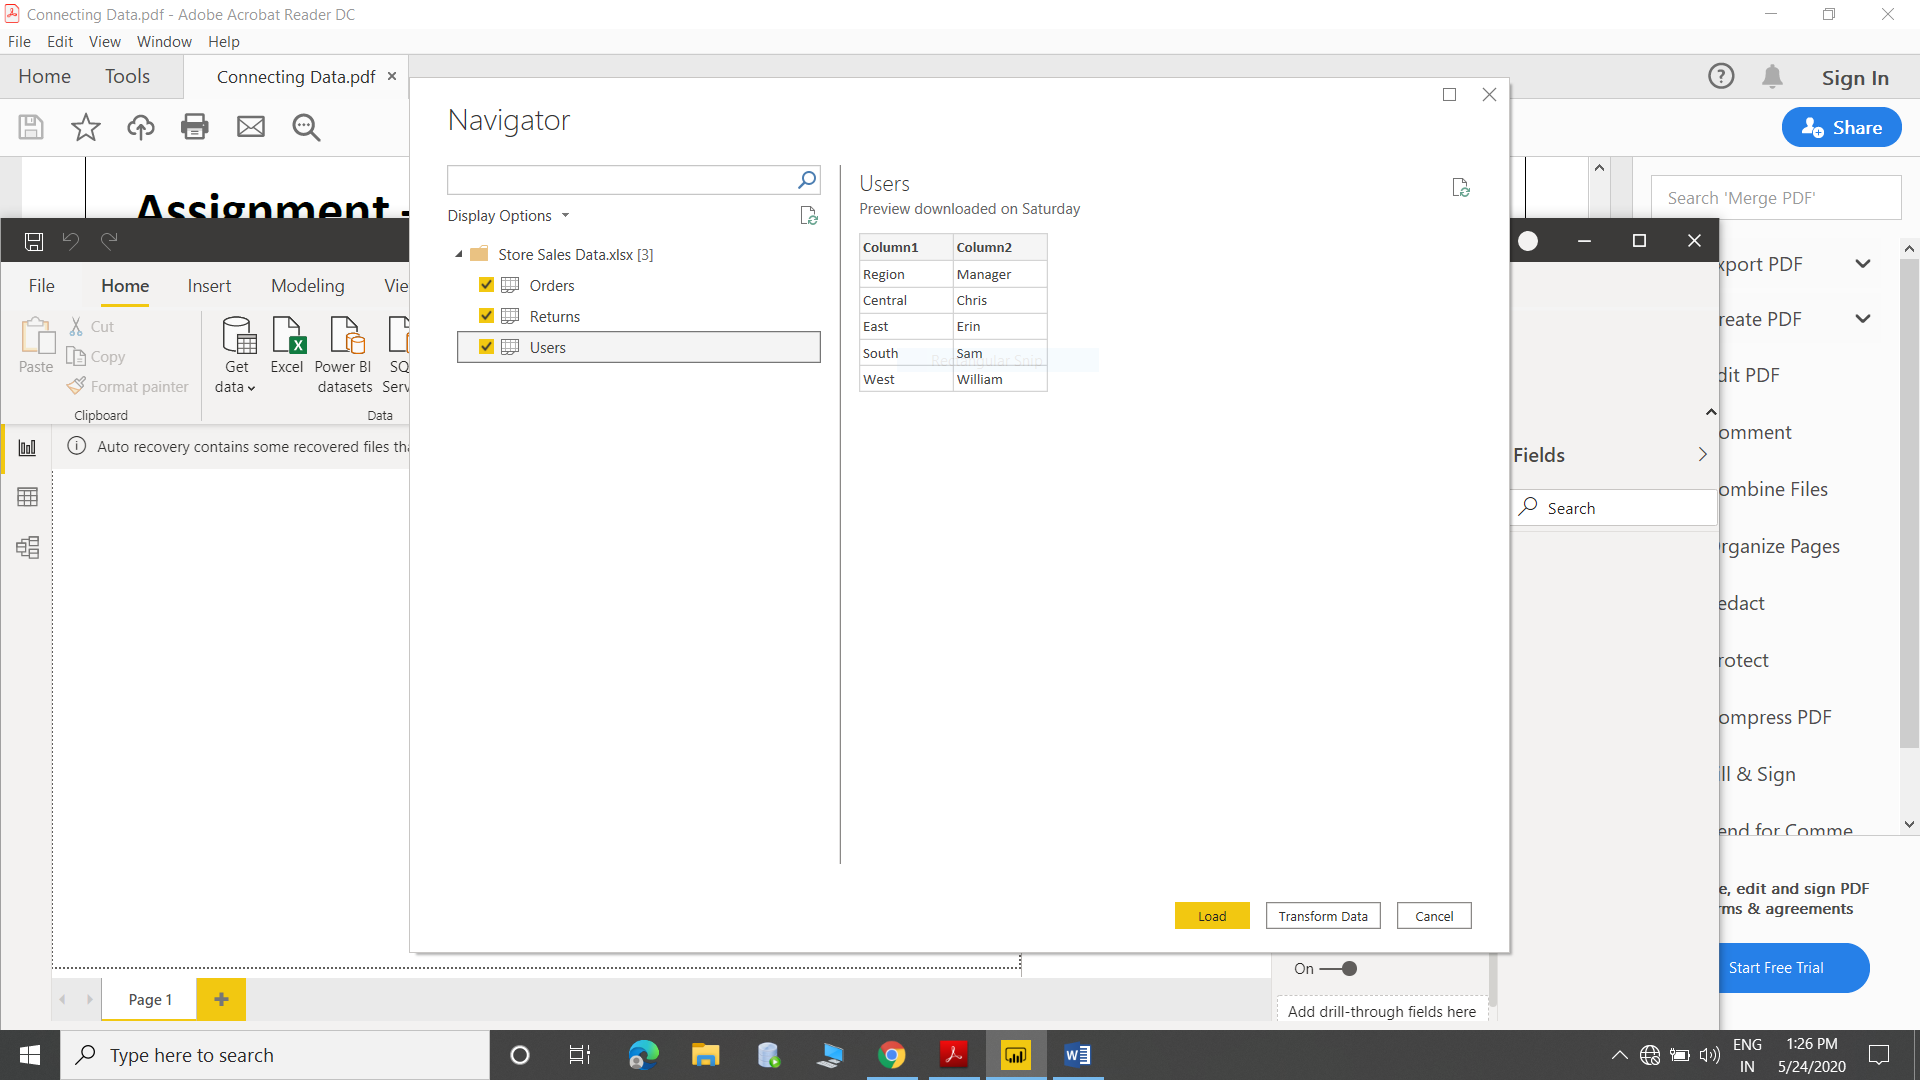 Connecting Data.pdf - Adobe Acrobat Reader DC
File Edit View Window Help
Home Tools Connecting Data.pdf Sign In
Share
Assignment -
Search 'Merge PDF'
Navigator
Display Options
Store Sales Data.xlsx [3]
Orders
Returns
Users
Users
Preview downloaded on Saturday
Column1 Column2
Region Manager
Central Chris
East Erin
South Sam
West William
Rectangular Snip
Load Transform Data Cancel
File Home Insert Modeling Vie
Paste
Cut
Copy
Format painter
Clipboard
Get data
Excel
Power BI datasets
SQ
Serv
Data
Auto recovery contains some recovered files tha
Fields
Search
xport PDF
reate PDF
dit PDF
omment
ombine Files
rganize Pages
edact
rotect
ompress PDF
ill & Sign
end for Comme
e, edit and sign PDF
rms & agreements
Start Free Trial
On
Add drill-through fields here
Page 1
Type here to search
ENG
IN
1:26 PM
5/24/2020